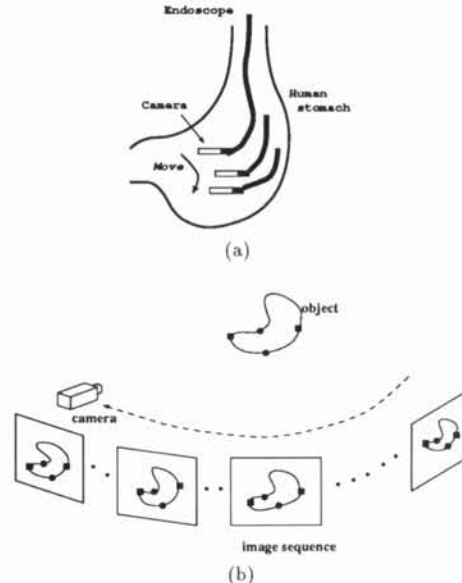 Endoscope
Human
stomach
Camera
Move
(a)
object
camera
image sequence
(b)